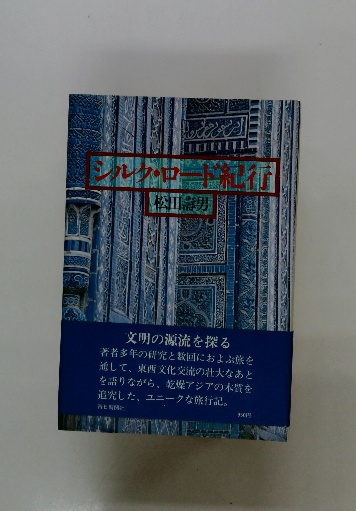 シルク・ロード紀行
松田壽男
文明の源流を探る
著者多年の研究と数回におよぶ旅を
通して、東西文化交流の壮大なあと
を語りながら、乾燥アジアの本質を
追究した、ユニークな旅行記。